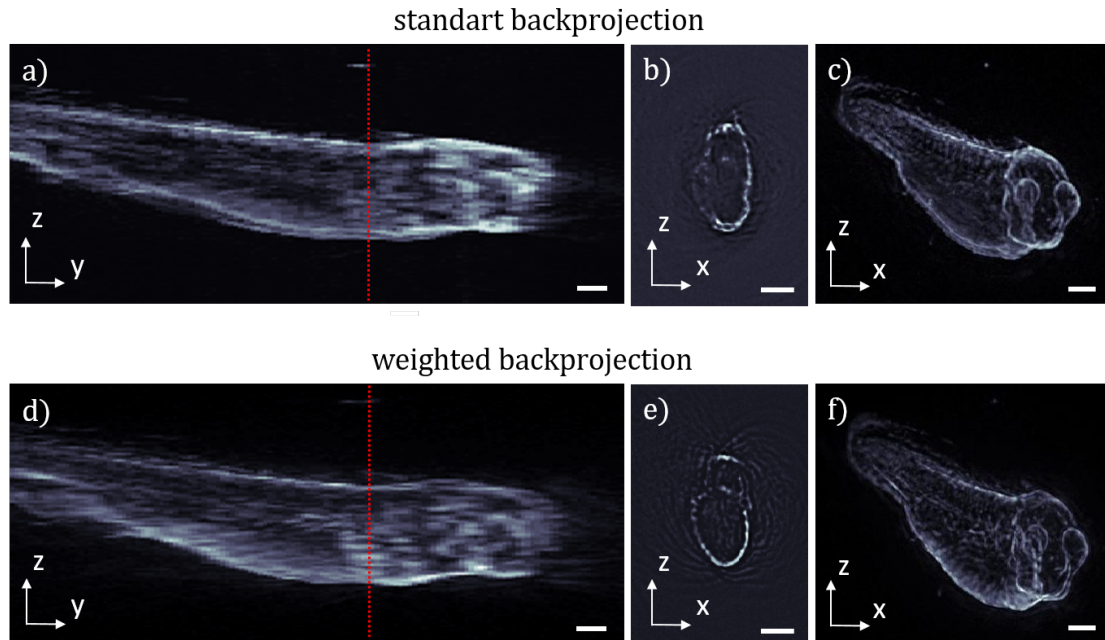 standart backprojection
a)
b)
c)
z
y
z
x
z
x
weighted backprojection
d)
e)
f)
z
y
z
x
z
x